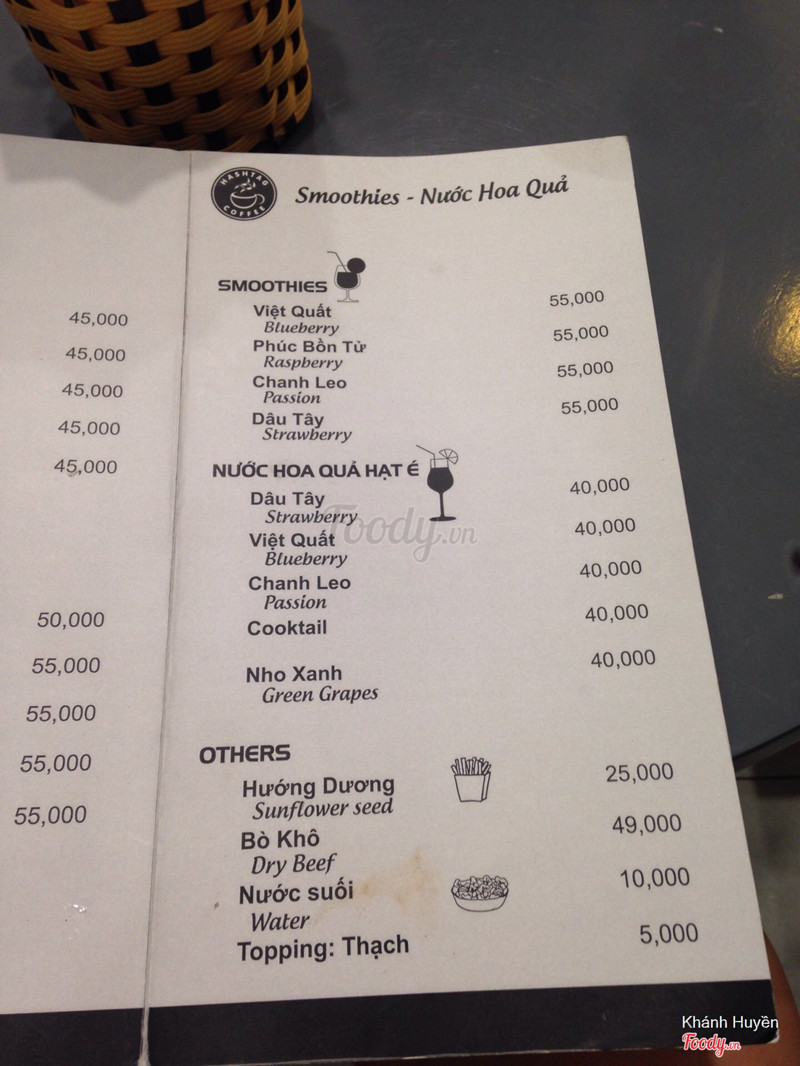 HASHTAG COFFEE
Smoothies - Nước Hoa Quả
45,000
45,000
45,000
45,000
45,000
50,000
55,000
55,000
55,000
55,000
SMOOTHIES
Việt Quất 55,000
Blueberry
Phúc Bồn Tử 55,000
Raspberry
Chanh Leo 55,000
Passion
Dâu Tây 55,000
Strawberry
NƯỚC HOA QUẢ HẠT É
Dâu Tây 40,000
Strawberry
Việt Quất 40,000
Blueberry
Chanh Leo 40,000
Passion
Cooktail 40,000
Nho Xanh 40,000
Green Grapes
OTHERS
Hướng Dương 25,000
Sunflower seed
Bò Khô 49,000
Dry Beef
Nước suối 10,000
Water
Topping: Thạch 5,000
Foody.vn
Khánh Huyền
Foody.vn